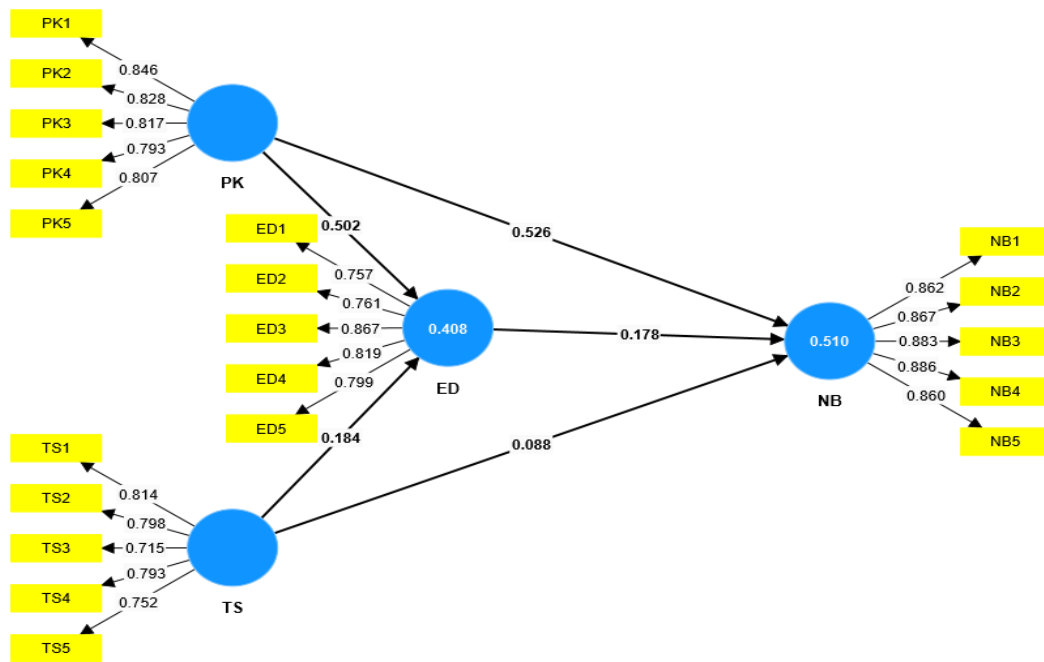 PK1
PK2
PK3
PK4
PK5
0.846
0.828
0.817
0.793
0.807
PK
0.502
0.526
ED1
ED2
ED3
ED4
ED5
0.757
0.761
0.867
0.819
0.799
0.408
ED
0.178
0.184
0.088
TS1
TS2
TS3
TS4
TS5
0.814
0.798
0.715
0.793
0.752
TS
0.510
NB
0.862
0.867
0.883
0.886
0.860
NB1
NB2
NB3
NB4
NB5